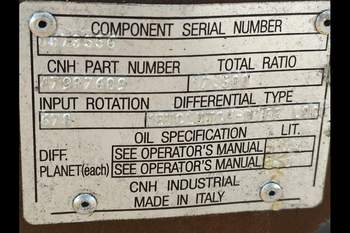 COMPONENT SERIAL NUMBER
CNH PART NUMBER TOTAL RATIO
INPUT ROTATION DIFFERENTIAL TYPE
OIL SPECIFICATION LIT.
DIFF. SEE OPERATOR'S MANUAL
PLANET(each) SEE OPERATOR'S MANUAL
CNH INDUSTRIAL
MADE IN ITALY